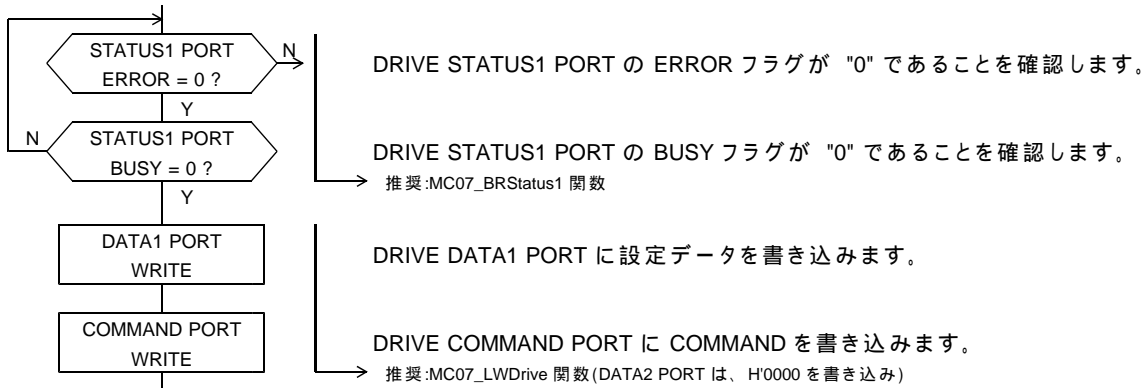 STATUS1 PORT
ERROR = 0 ?
N
DRIVE STATUS1 PORT の ERROR フラグが "0" であることを確認します。
Y
N
STATUS1 PORT
BUSY = 0 ?
DRIVE STATUS1 PORT の BUSY フラグが "0" であることを確認します。
推奨:MC07_BRStatus1 関数
Y
DATA1 PORT
WRITE
DRIVE DATA1 PORT に設定データを書き込みます。
COMMAND PORT
WRITE
DRIVE COMMAND PORT に COMMAND を書き込みます。
推奨:MC07_LWDrive 関数(DATA2 PORT は、H'0000 を書き込み)